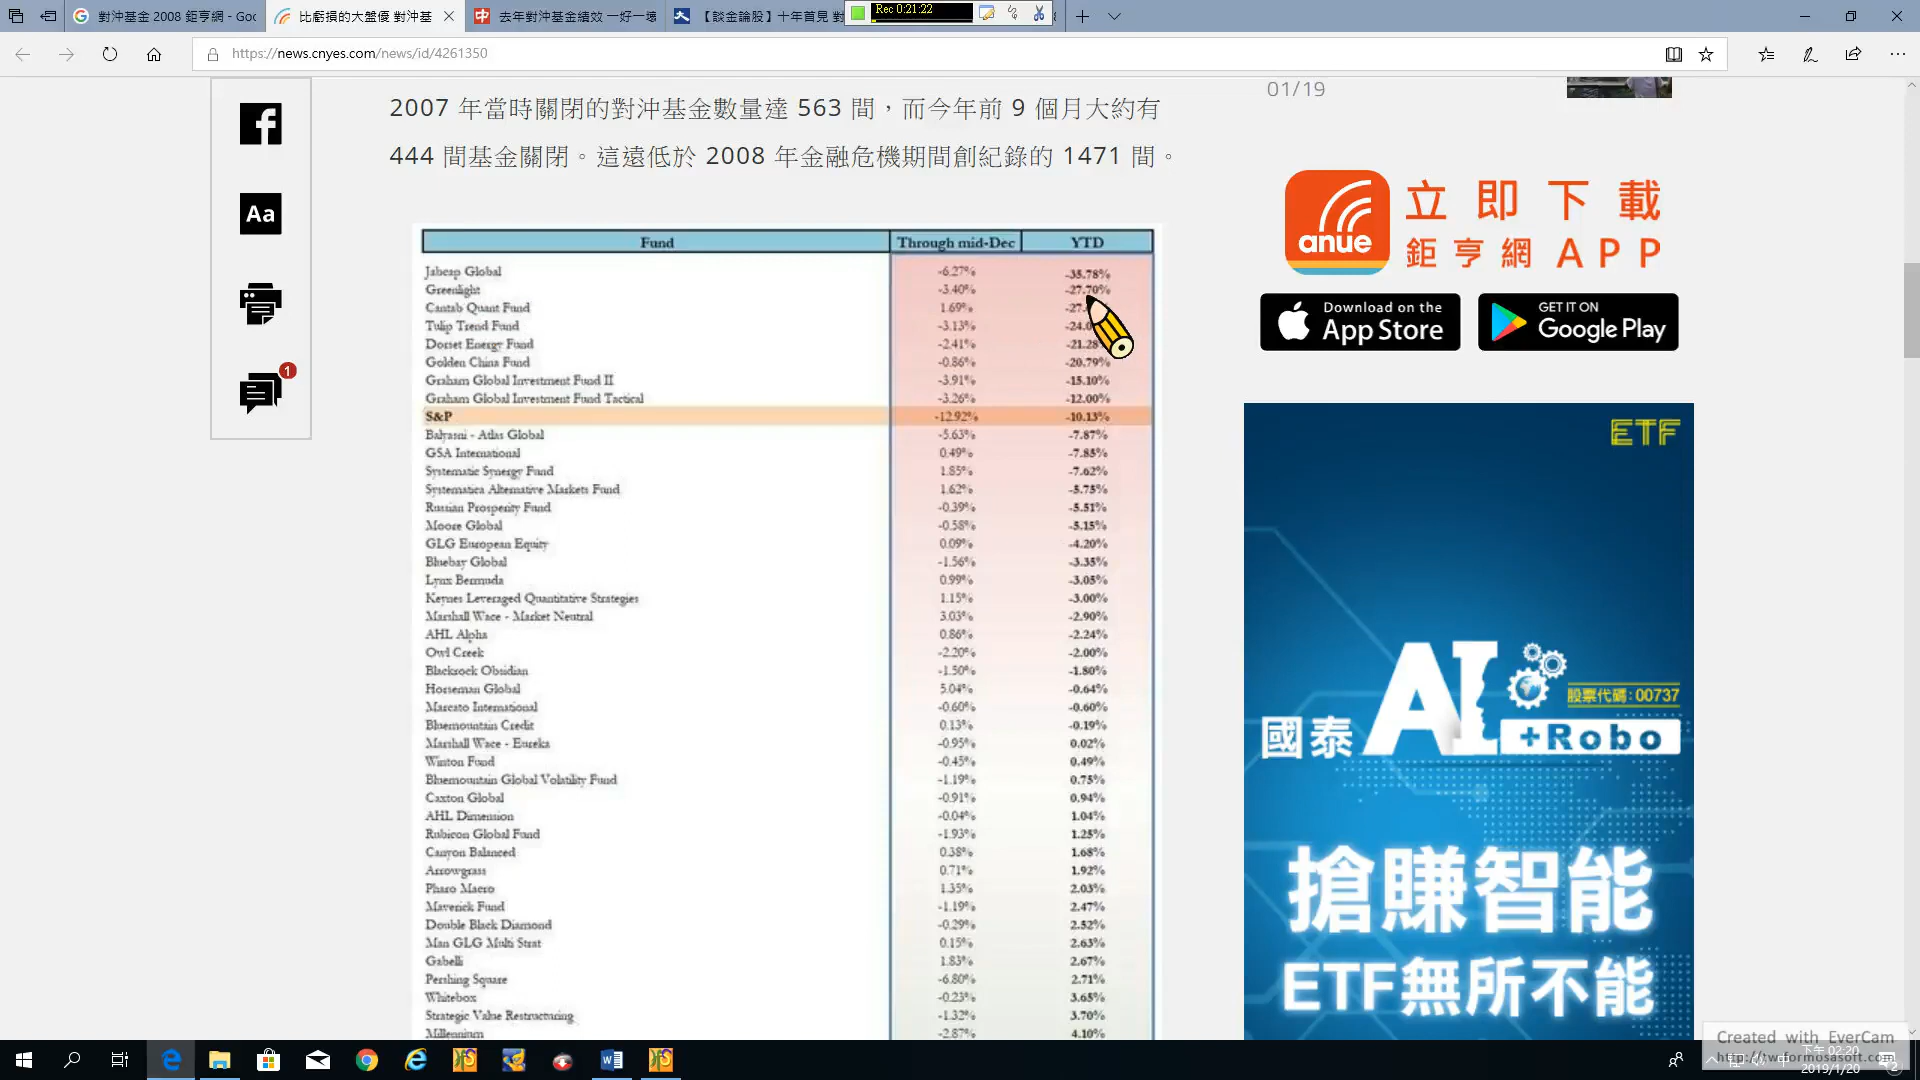 對沖基金 2008 鉅亨網 - Goc
比虧損的大盤優 對沖基
去年對沖基金績效 一好一壞
【談金論股】十年首見 對
Rec 0:21:22
https://news.cnyes.com/news/id/4261350
2007 年當時關閉的對沖基金數量達 563 間，而今年前 9 個月大約有
444 間基金關閉。這遠低於 2008 年金融危機期間創紀錄的 1471 間。
Aa
1
Fund Through mid-Dec YTD
Jabcap Global -6.27% -35.78%
Greenlight -3.40% -27.70%
Cantab Quant Fund 1.69%
Tulip Trend Fund -3.13%
Dorset Energy Fund -2.41% -21.28%
Golden China Fund -0.86% -20.79%
Graham Global Investment Fund II -3.91% -15.10%
Graham Global Investment Fund Tactical -3.26% -12.00%
S&P -12.92% -10.13%
Balyasni - Atlas Global -5.63% -7.87%
GSA International 0.49% -7.85%
Systematic Synergy Fund 1.85% -7.62%
Systematica Alternative Markets Fund 1.62% -5.75%
Russian Prosperity Fund -0.39% -5.51%
Moore Global -0.58% -5.15%
GLG European Equity 0.09% -4.20%
Bluebay Global -1.56% -3.35%
Lynx Bermuda 0.99% -3.05%
Keynes Leveraged Quantitative Strategies 1.15% -3.00%
Marshall Wace - Market Neutral 3.03% -2.90%
AHL Alpha 0.86% -2.24%
Owl Creek -2.20% -2.00%
Blackrock Obsidian -1.50% -1.80%
Horseman Global 5.04% -0.64%
Marcato International -0.60% -0.60%
Bluemountain Credit 0.13% -0.19%
Marshall Wace - Eureka -0.95% 0.02%
Winton Fund -0.45% 0.49%
Bluemountain Global Volatility Fund -1.19% 0.75%
Caxton Global -0.91% 0.94%
AHL Dimension -0.04% 1.04%
Rubicon Global Fund -1.93% 1.25%
Canyon Balanced 0.38% 1.68%
Arrowgrass 0.71% 1.92%
Pharo Macro 1.35% 2.03%
Maverick Fund -1.19% 2.47%
Double Black Diamond -0.29% 2.52%
Man GLG Multi Strat 0.15% 2.63%
Gabelli 1.83% 2.67%
Pershing Square -6.80% 2.71%
Whitebox -0.23% 3.65%
Strategic Value Restructuring -1.32% 3.70%
Millennium -2.87% 4.10%
01/19
anue
立即下載
鉅亨網APP
Download on the
App Store
GET IT ON
Google Play
ETF
股票代碼:00737
國泰AI+Robo
搶賺智能
ETF無所不能
Created with EverCam
http://tw.formosasoft.com
下午 02:20
2019/1/20